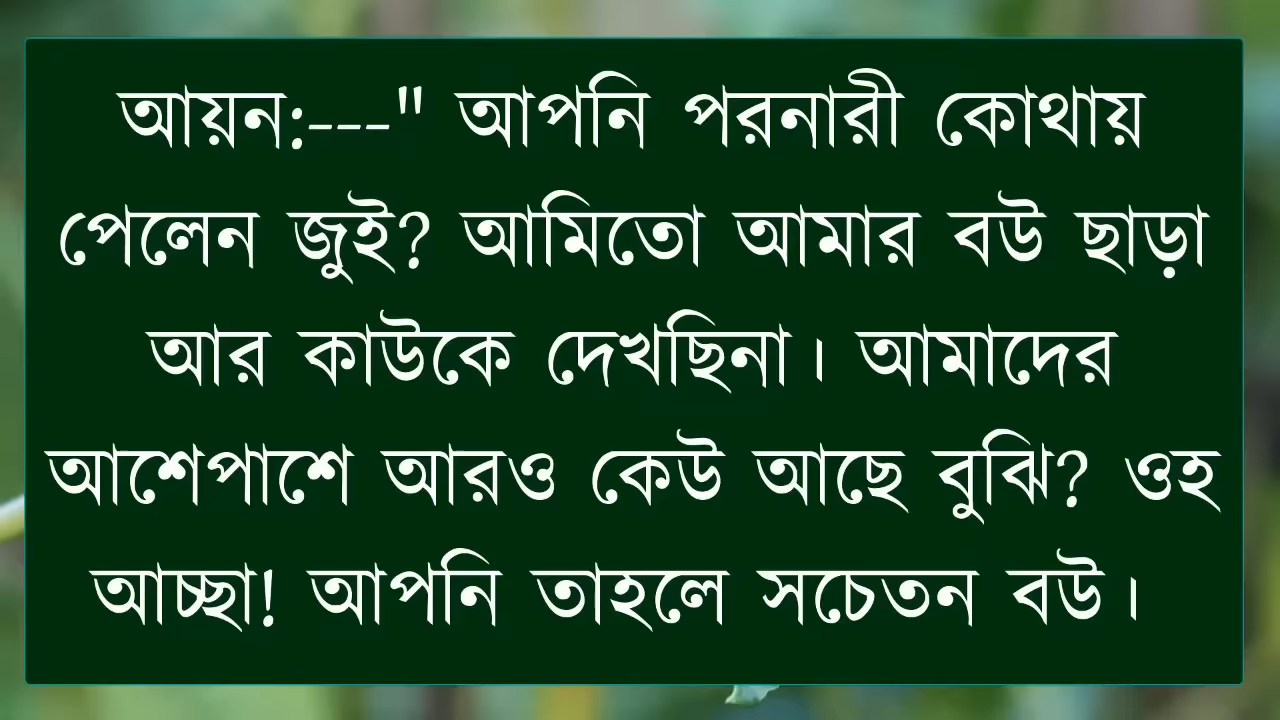 আয়ন:---" আপনি পরনারী কোথায়
পেলেন জুই? আমিতো আমার বউ ছাড়া
আর কাউকে দেখছিনা। আমাদের
আশেপাশে আরও কেউ আছে বুঝি? ওহ
আচ্ছা! আপনি তাহলে সচেতন বউ।